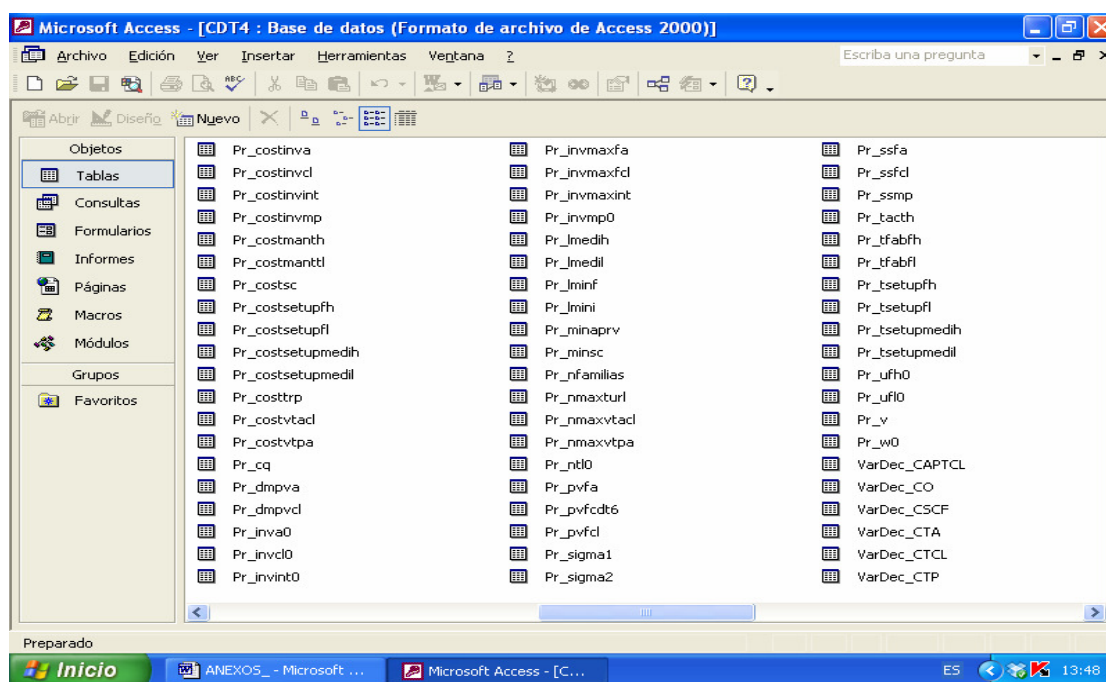 Microsoft Access - [CDT4 : Base de datos (Formato de archivo de Access 2000)]
Archivo Edición Ver Insertar Herramientas Ventana ? Escriba una pregunta
Abrir Diseño Nuevo
Objetos
Tablas
Consultas
Formularios
Informes
Páginas
Macros
Módulos
Grupos
Favoritos
Pr_costinva
Pr_costinvcl
Pr_costinvint
Pr_costinvmp
Pr_costmanth
Pr_costmanttl
Pr_costsc
Pr_costsetupfh
Pr_costsetupfl
Pr_costsetupmedih
Pr_costsetupmedil
Pr_costtrp
Pr_costvtacl
Pr_costvtpa
Pr_cq
Pr_dmpva
Pr_dmpvcl
Pr_inva0
Pr_invcl0
Pr_invint0
Pr_invmaxfa
Pr_invmaxfcl
Pr_invmaxint
Pr_invmp0
Pr_lmedih
Pr_lmedil
Pr_lminf
Pr_lmini
Pr_minaprv
Pr_minsc
Pr_nfamilias
Pr_nmaxturl
Pr_nmaxvtacl
Pr_nmaxvtpa
Pr_ntl0
Pr_pvfa
Pr_pvfcdt6
Pr_pvfcl
Pr_sigma1
Pr_sigma2
Pr_ssfa
Pr_ssfcl
Pr_ssmp
Pr_tacth
Pr_tfabfh
Pr_tfabfl
Pr_tsetupfh
Pr_tsetupfl
Pr_tsetupmedih
Pr_tsetupmedil
Pr_ufh0
Pr_ufl0
Pr_v
Pr_w0
VarDec_CAPTCL
VarDec_CO
VarDec_CSCF
VarDec_CTA
VarDec_CTCL
VarDec_CTP
Preparado
Inicio ANEXOS_ - Microsoft ... Microsoft Access - [C... ES 13:48